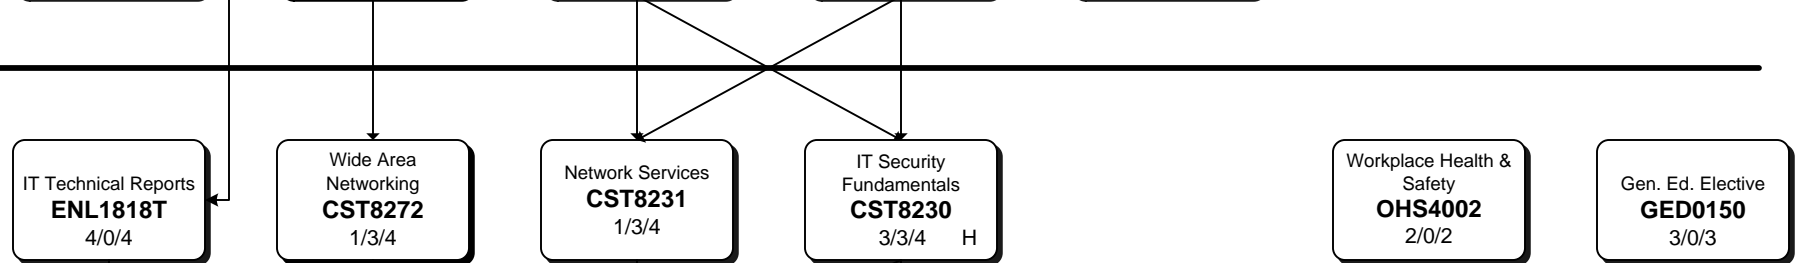 IT Technical Reports
ENL1818T
4/0/4
Wide Area
Networking
CST8272
1/3/4
Network Services
CST8231
1/3/4
IT Security
Fundamentals
CST8230
3/3/4 H
Workplace Health &
Safety
OHS4002
2/0/2
Gen. Ed. Elective
GED0150
3/0/3